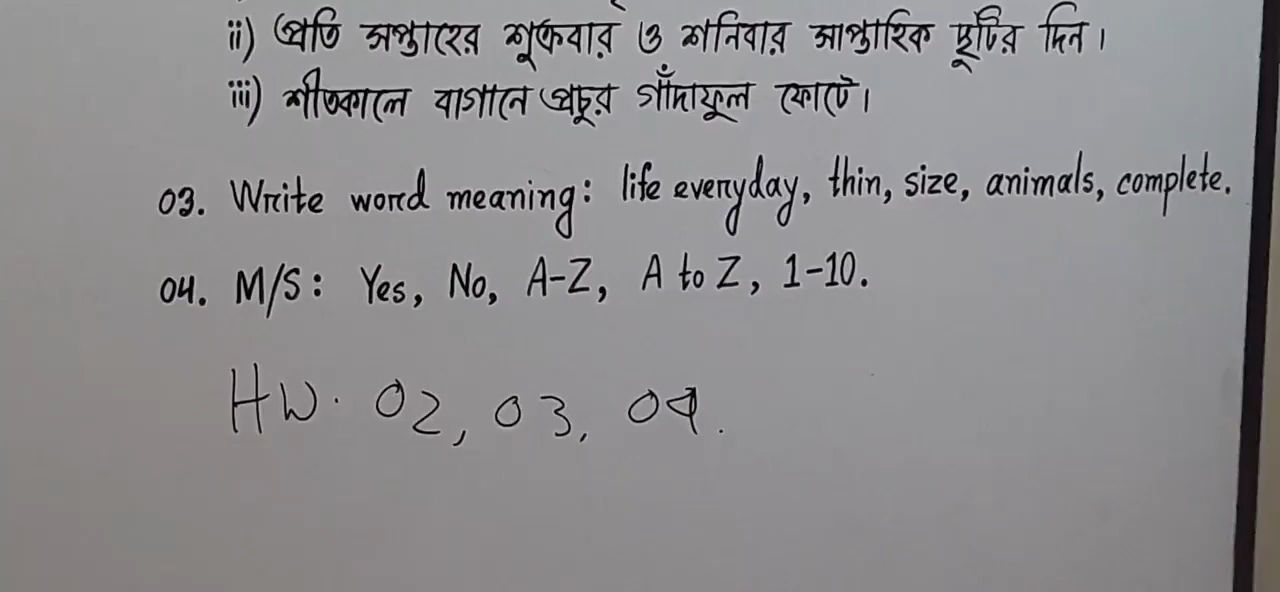 ii) প্রতি সপ্তাহের শুক্রবার ও শনিবার সাপ্তাহিক ছুটির দিন।
iii) শীতকালে বাগানে প্রচুর গাঁদাফুল ফোটে।
03. Write word meaning: life everyday, thin, size, animals, complete.
04. M/S: Yes, No, A-Z, A to Z, 1-10.
HW. 02, 03, 04.